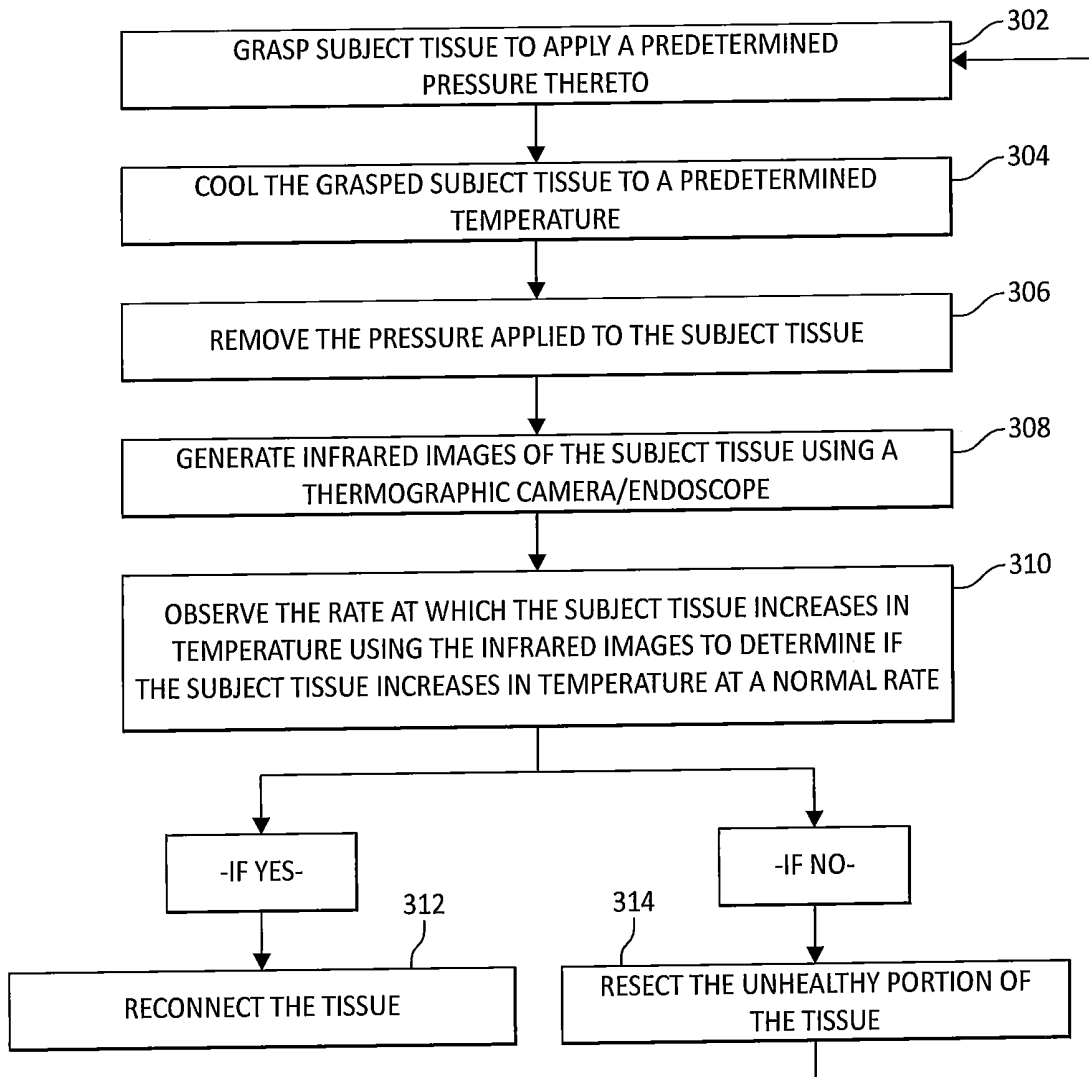 302
GRASP SUBJECT TISSUE TO APPLY A PREDETERMINED
PRESSURE THERETO
304
COOL THE GRASPED SUBJECT TISSUE TO A PREDETERMINED
TEMPERATURE
306
REMOVE THE PRESSURE APPLIED TO THE SUBJECT TISSUE
308
GENERATE INFRARED IMAGES OF THE SUBJECT TISSUE USING A
THERMOGRAPHIC CAMERA/ENDOSCOPE
310
OBSERVE THE RATE AT WHICH THE SUBJECT TISSUE INCREASES IN
TEMPERATURE USING THE INFRARED IMAGES TO DETERMINE IF
THE SUBJECT TISSUE INCREASES IN TEMPERATURE AT A NORMAL RATE
-IF YES-
-IF NO-
312
314
RECONNECT THE TISSUE
RESECT THE UNHEALTHY PORTION OF
THE TISSUE